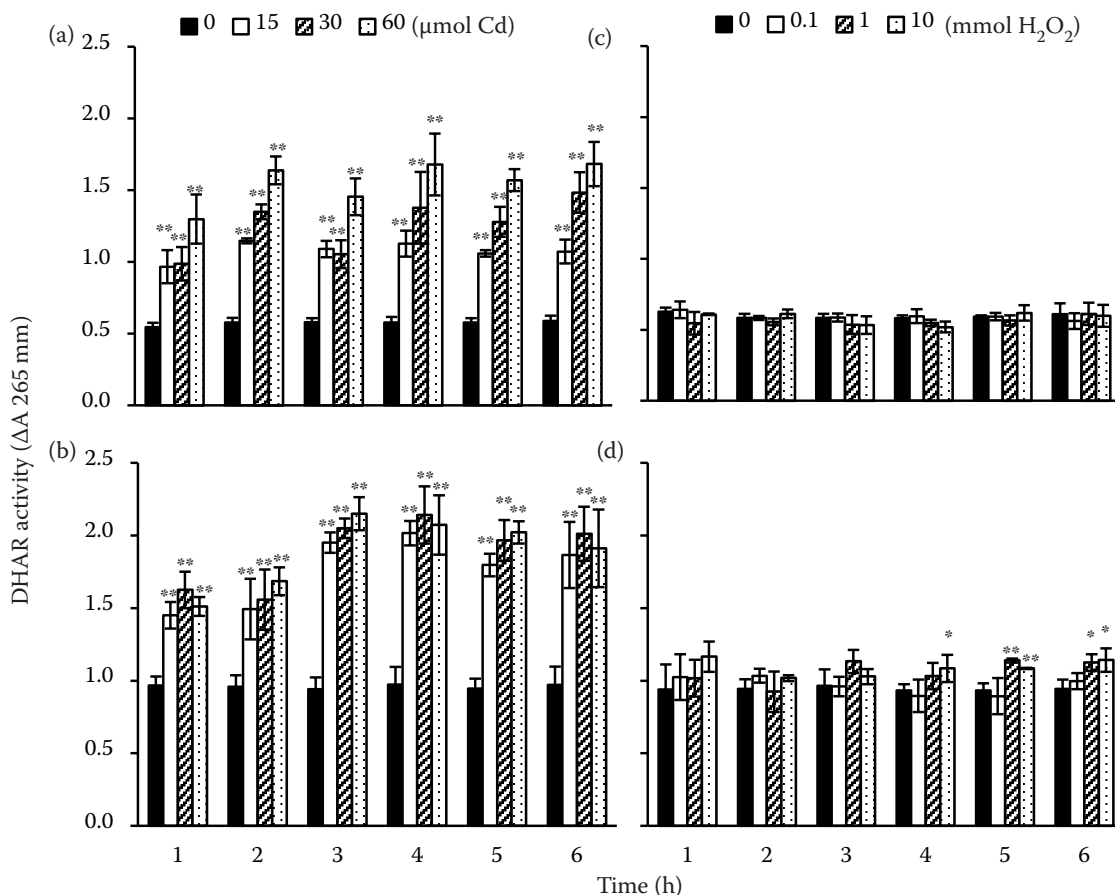 (a)
0 15 30 60 (µmol Cd)
2.5
2.0
1.5
1.0
0.5
0.0
** ** ** ** ** ** ** ** ** ** ** ** ** ** ** ** ** **
(c)
0 0.1 1 10 (mmol H₂O₂)
DHAR activity (ΔA 265 mm)
(b)
2.5
2.0
1.5
1.0
0.5
0.0
** ** ** ** ** ** ** ** ** ** ** ** ** ** ** ** ** **
1 2 3 4 5 6
(d)
* ** ** * *
1 2 3 4 5 6
Time (h)